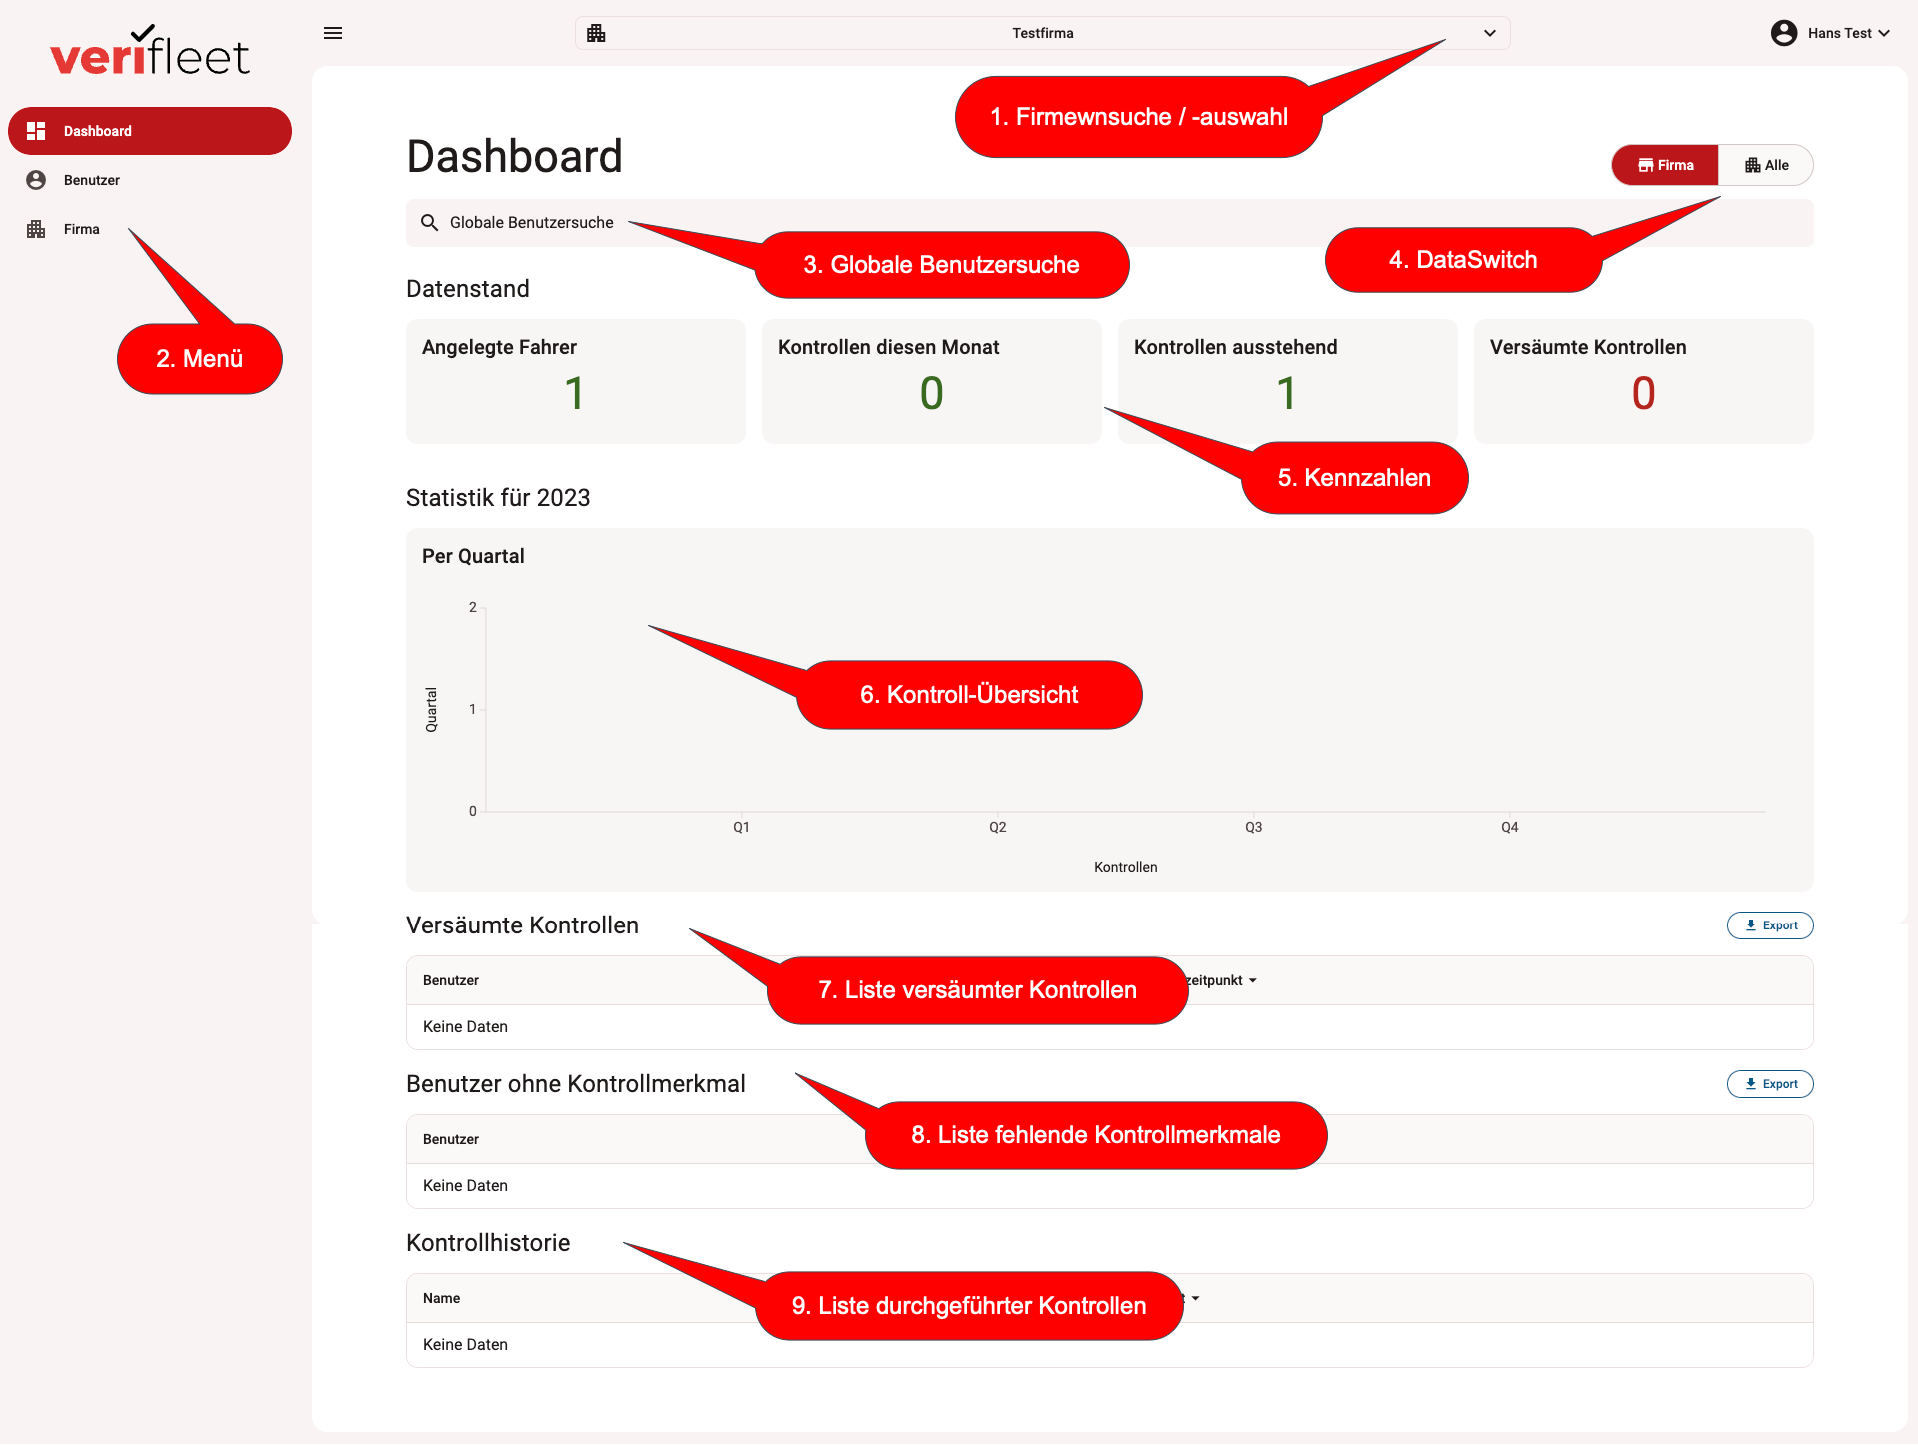 verifleet
Testfirma
Hans Test
1. Firmewnsuche / -auswahl
Dashboard
Benutzer
Firma
2. Menü
Dashboard
Firma
Alle
Globale Benutzersuche
3. Globale Benutzersuche
4. DataSwitch
Datenstand
Angelegte Fahrer
1
Kontrollen diesen Monat
0
Kontrollen ausstehend
1
Versäumte Kontrollen
0
5. Kennzahlen
Statistik für 2023
Per Quartal
2
1
0
Quartal
6. Kontroll-Übersicht
Q1
Q2
Q3
Q4
Kontrollen
Versäumte Kontrollen
Export
Benutzer
zeitpunkt
7. Liste versäumter Kontrollen
Keine Daten
Benutzer ohne Kontrollmerkmal
Export
Benutzer
8. Liste fehlende Kontrollmerkmale
Keine Daten
Kontrollhistorie
Name
9. Liste durchgeführter Kontrollen
Keine Daten